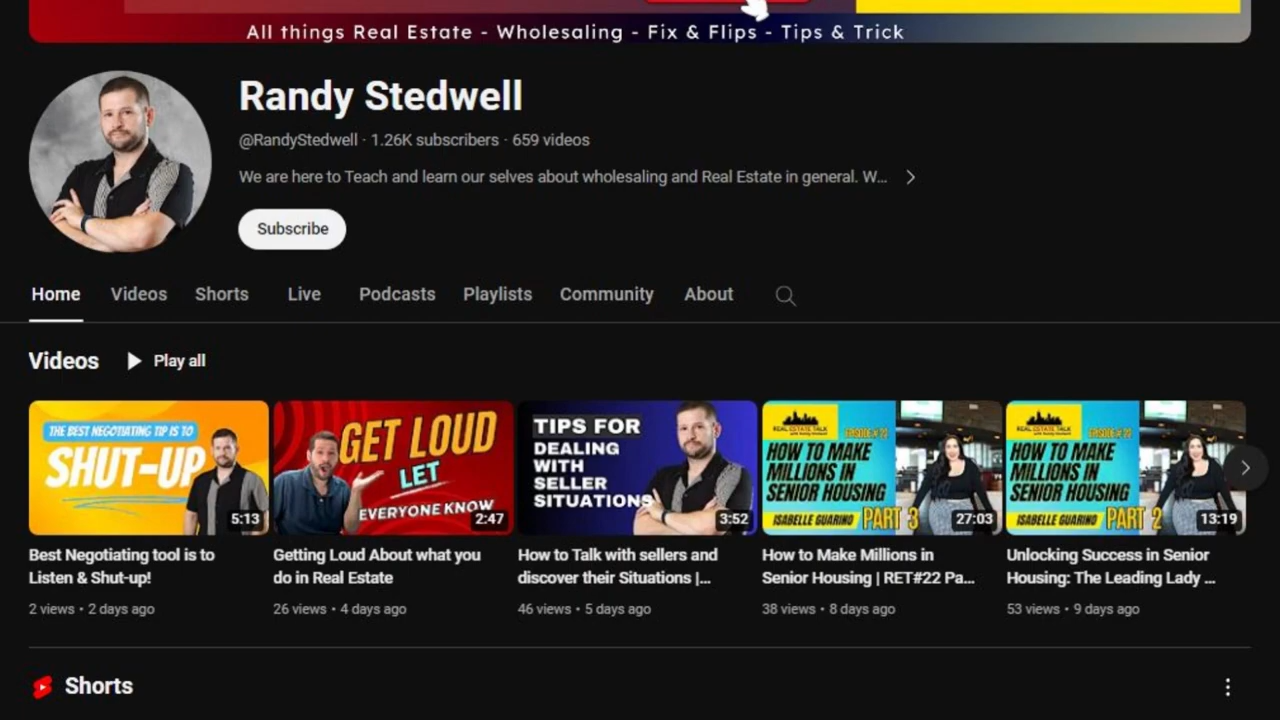 All things Real Estate - Wholesaling - Fix & Flips - Tips & Trick
Randy Stedwell
@RandyStedwell · 1.26K subscribers · 659 videos
We are here to Teach and learn our selves about wholesaling and Real Estate in general. W...
Subscribe
Home Videos Shorts Live Podcasts Playlists Community About
Videos Play all
THE BEST NEGOTIATING TIP IS TO
SHUT-UP
5:13
GET LOUD
LET
EVERYONE KNOW
2:47
TIPS FOR
DEALING
WITH
SELLER
SITUATIONS
3:52
REAL ESTATE TALK
EPISODE # 22
HOW TO MAKE
MILLIONS IN
SENIOR HOUSING
ISABELLE GUARINO PART 3
27:03
REAL ESTATE TALK
EPISODE # 22
HOW TO MAKE
MILLIONS IN
SENIOR HOUSING
ISABELLE GUARINO PART 2
13:19
Best Negotiating tool is to
Listen & Shut-up!
2 views · 2 days ago
Getting Loud About what you
do in Real Estate
26 views · 4 days ago
How to Talk with sellers and
discover their Situations |...
46 views · 5 days ago
How to Make Millions in
Senior Housing | RET#22 Pa...
38 views · 8 days ago
Unlocking Success in Senior
Housing: The Leading Lady ...
53 views · 9 days ago
Shorts